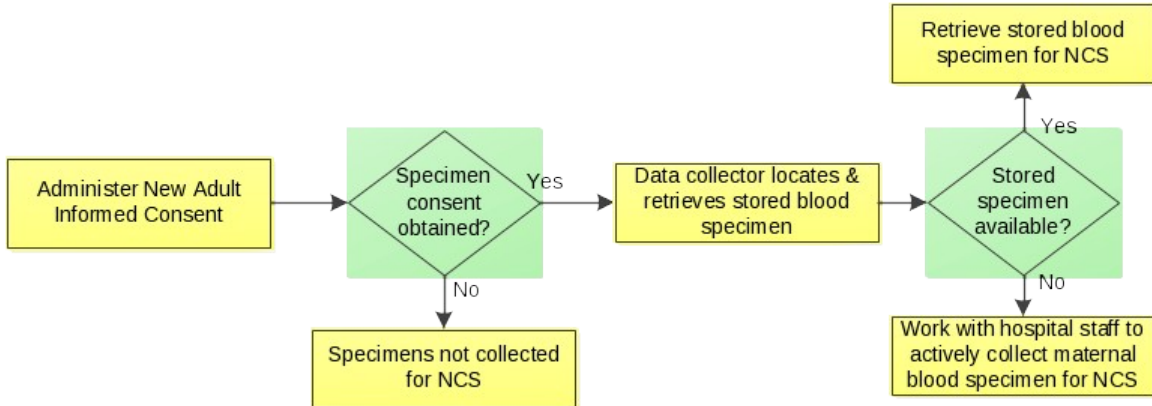 Retrieve stored blood
specimen for NCS
Yes
Administer New Adult
Informed Consent
Specimen
consent
obtained?
Yes
Data collector locates &
retrieves stored blood
specimen
Stored
specimen
available?
No
Specimens not collected
for NCS
No
Work with hospital staff to
actively collect maternal
blood specimen for NCS